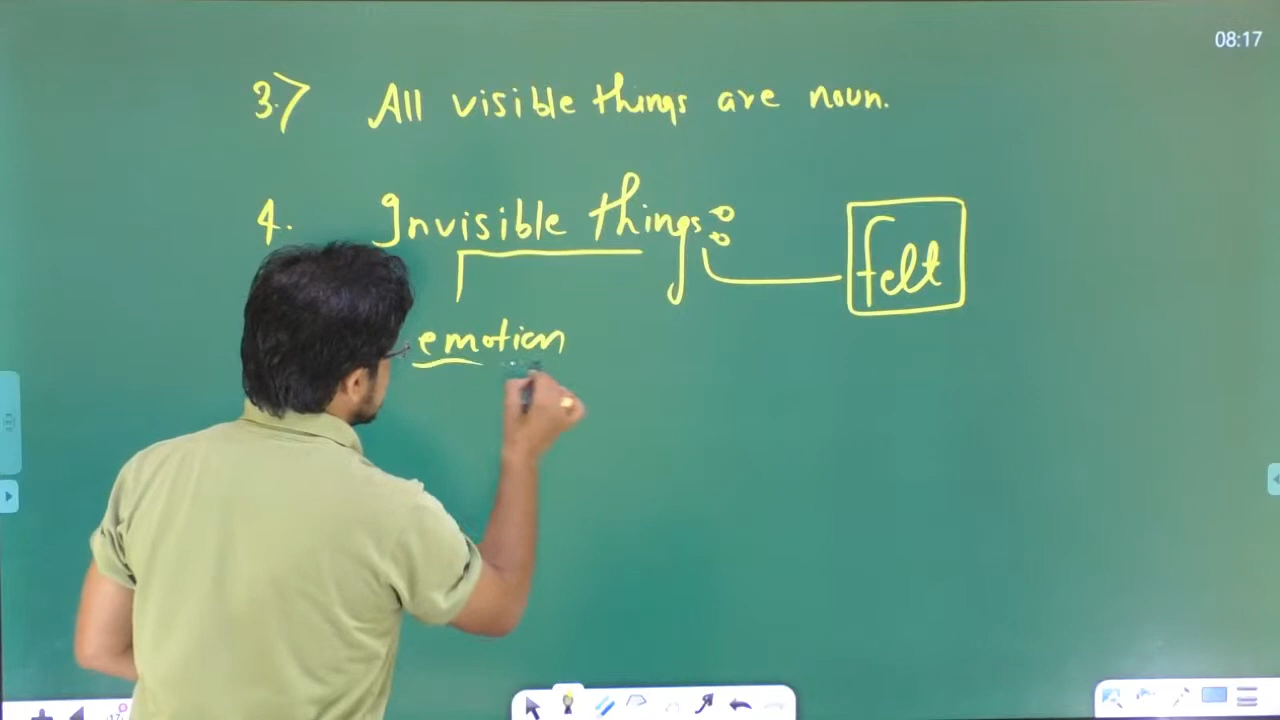 08:17
3.> All visible things are noun.
4. Invisible things:
felt
emotion